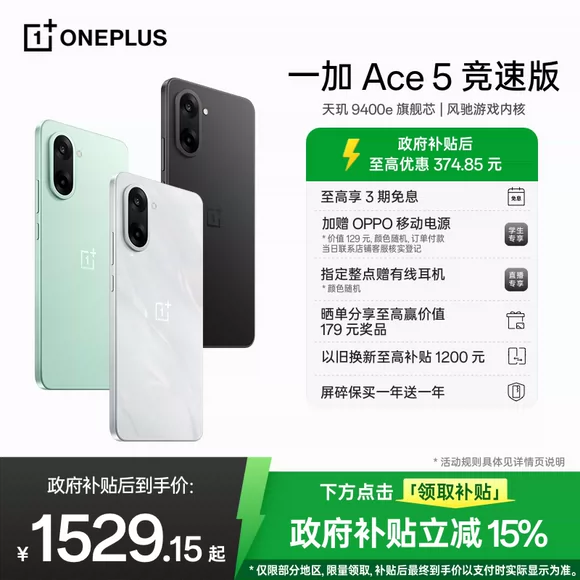 1+ ONEPLUS
一加 Ace 5 竞速版
天玑 9400e 旗舰芯 | 风驰游戏内核
政府补贴后
至高优惠 374.85 元
至高享 3 期免息
免息
加赠 OPPO 移动电源
* 价值 129 元, 颜色随机, 订单付款
当日联系店铺客服核实登记
学生
专享
指定整点赠有线耳机
* 颜色随机
直播
专享
晒单分享至高赢价值
179 元奖品
以旧换新至高补贴 1200 元
屏碎保买一年送一年
* 活动规则具体见详情页说明
政府补贴后到手价:
¥ 1529.15 起
下方点击「领取补贴」
政府补贴立减 15%
* 仅限部分地区, 限量领取, 补贴后最终到手价以支付时实际显示为准。